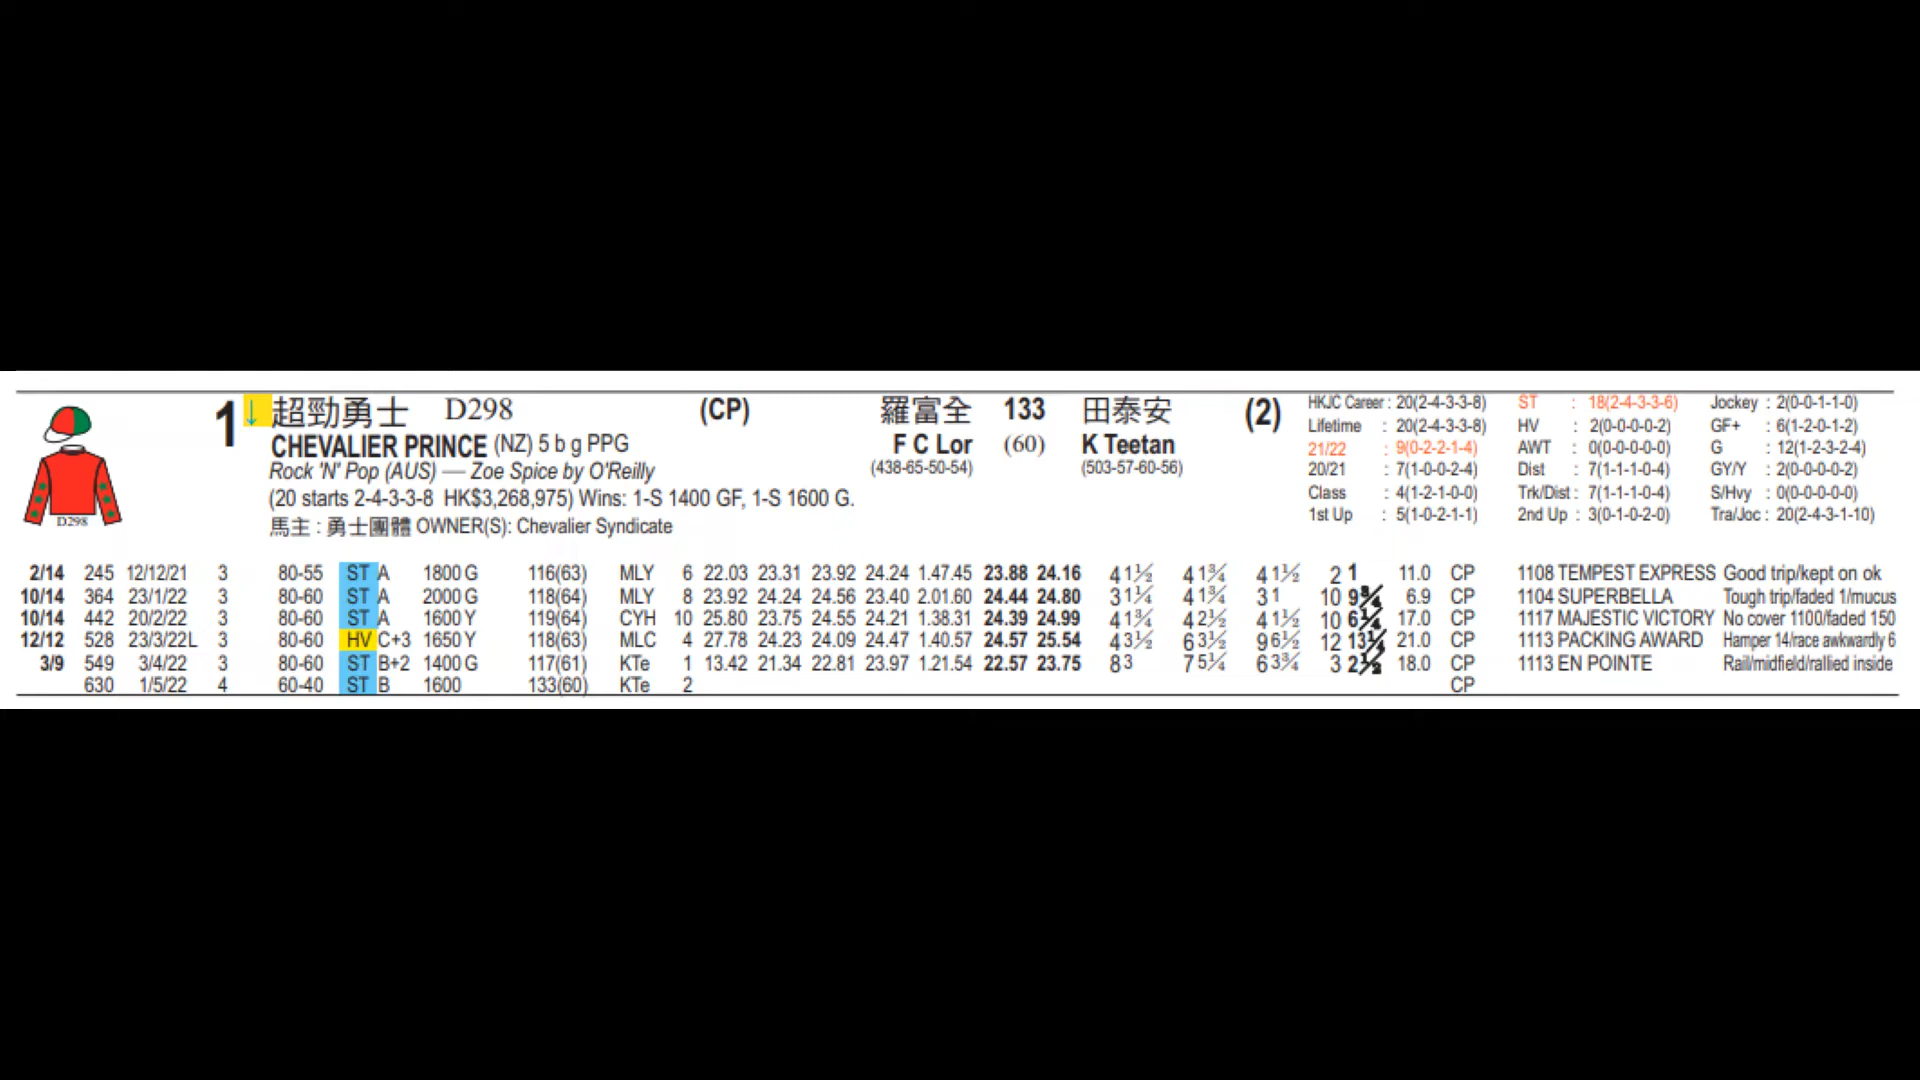 1 ↓ 超勁勇士 D298 (CP) 羅富全 133 田泰安 (2)
CHEVALIER PRINCE (NZ) 5 b g PPG F C Lor (60) K Teetan
Rock 'N' Pop (AUS) — Zoe Spice by O'Reilly (438-65-50-54) (503-57-60-56)
(20 starts 2-4-3-3-8 HK$3,268,975) Wins: 1-S 1400 GF, 1-S 1600 G.
馬主 : 勇士團體 OWNER(S): Chevalier Syndicate
D298
HKJC Career : 20(2-4-3-3-8) ST : 18(2-4-3-3-6) Jockey : 2(0-0-1-1-0)
Lifetime : 20(2-4-3-3-8) HV : 2(0-0-0-0-2) GF+ : 6(1-2-0-1-2)
21/22 : 9(0-2-2-1-4) AWT : 0(0-0-0-0-0) G : 12(1-2-3-2-4)
20/21 : 7(1-0-0-2-4) Dist : 7(1-1-1-0-4) GY/Y : 2(0-0-0-0-2)
Class : 4(1-2-1-0-0) Trk/Dist : 7(1-1-1-0-4) S/Hvy : 0(0-0-0-0-0)
1st Up : 5(1-0-2-1-1) 2nd Up : 3(0-1-0-2-0) Tra/Joc : 20(2-4-3-1-10)
2/14 245 12/12/21 3 80-55 ST A 1800 G 116(63) MLY 6 22.03 23.31 23.92 24.24 1.47.45 23.88 24.16 4 1½ 4 1¾ 4 1½ 2 1 11.0 CP 1108 TEMPEST EXPRESS Good trip/kept on ok
10/14 364 23/1/22 3 80-60 ST A 2000 G 118(64) MLY 8 23.92 24.24 24.56 23.40 2.01.60 24.44 24.80 3 1¼ 4 1¾ 3 1 10 9¾ 6.9 CP 1104 SUPERBELLA Tough trip/faded 1/mucus
10/14 442 20/2/22 3 80-60 ST A 1600 Y 119(64) CYH 10 25.80 23.75 24.55 24.21 1.38.31 24.39 24.99 4 1¾ 4 2½ 4 1½ 10 6¼ 17.0 CP 1117 MAJESTIC VICTORY No cover 1100/faded 150
12/12 528 23/3/22L 3 80-60 HV C+3 1650 Y 118(63) MLC 4 27.78 24.23 24.09 24.47 1.40.57 24.57 25.54 4 3½ 6 3½ 9 6½ 12 13¼ 21.0 CP 1113 PACKING AWARD Hamper 14/race awkwardly 6
3/9 549 3/4/22 3 80-60 ST B+2 1400 G 117(61) KTe 1 13.42 21.34 22.81 23.97 1.21.54 22.57 23.75 8 3 7 5¼ 6 3¾ 3 2½ 18.0 CP 1113 EN POINTE Rail/midfield/rallied inside
630 1/5/22 4 60-40 ST B 1600 133(60) KTe 2 CP